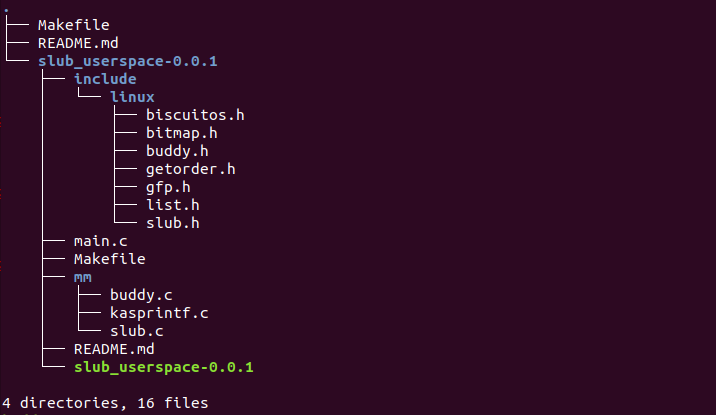 .
├── Makefile
├── README.md
└── slub_userspace-0.0.1
    ├── include
    │   └── linux
    │       ├── biscuitos.h
    │       ├── bitmap.h
    │       ├── buddy.h
    │       ├── getorder.h
    │       ├── gfp.h
    │       ├── list.h
    │       └── slub.h
    ├── main.c
    ├── Makefile
    ├── mm
    │   ├── buddy.c
    │   ├── kasprintf.c
    │   └── slub.c
    ├── README.md
    └── slub_userspace-0.0.1

4 directories, 16 files